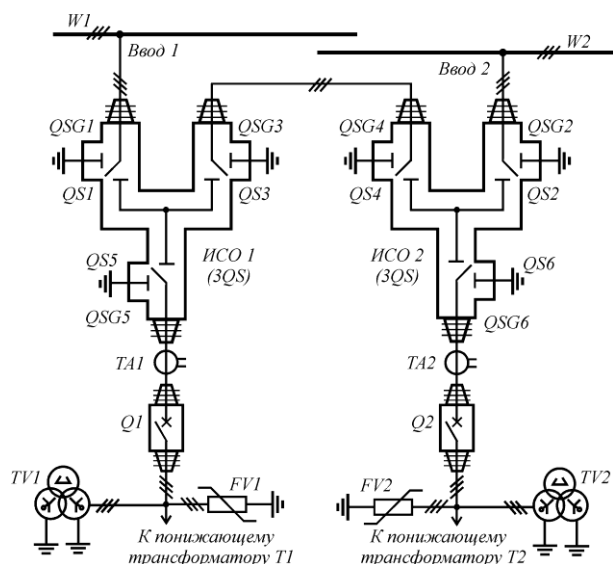 W1
Ввод 1
W2
Ввод 2
QSG1
QSG3
QSG4
QSG2
QS1
QS3
QS4
QS2
ИСО 1
(3QS)
ИСО 2
(3QS)
QS5
QS6
QSG5
QSG6
TA1
TA2
Q1
Q2
TV1
FV1
FV2
TV2
К понижающему
трансформатору T1
К понижающему
трансформатору T2